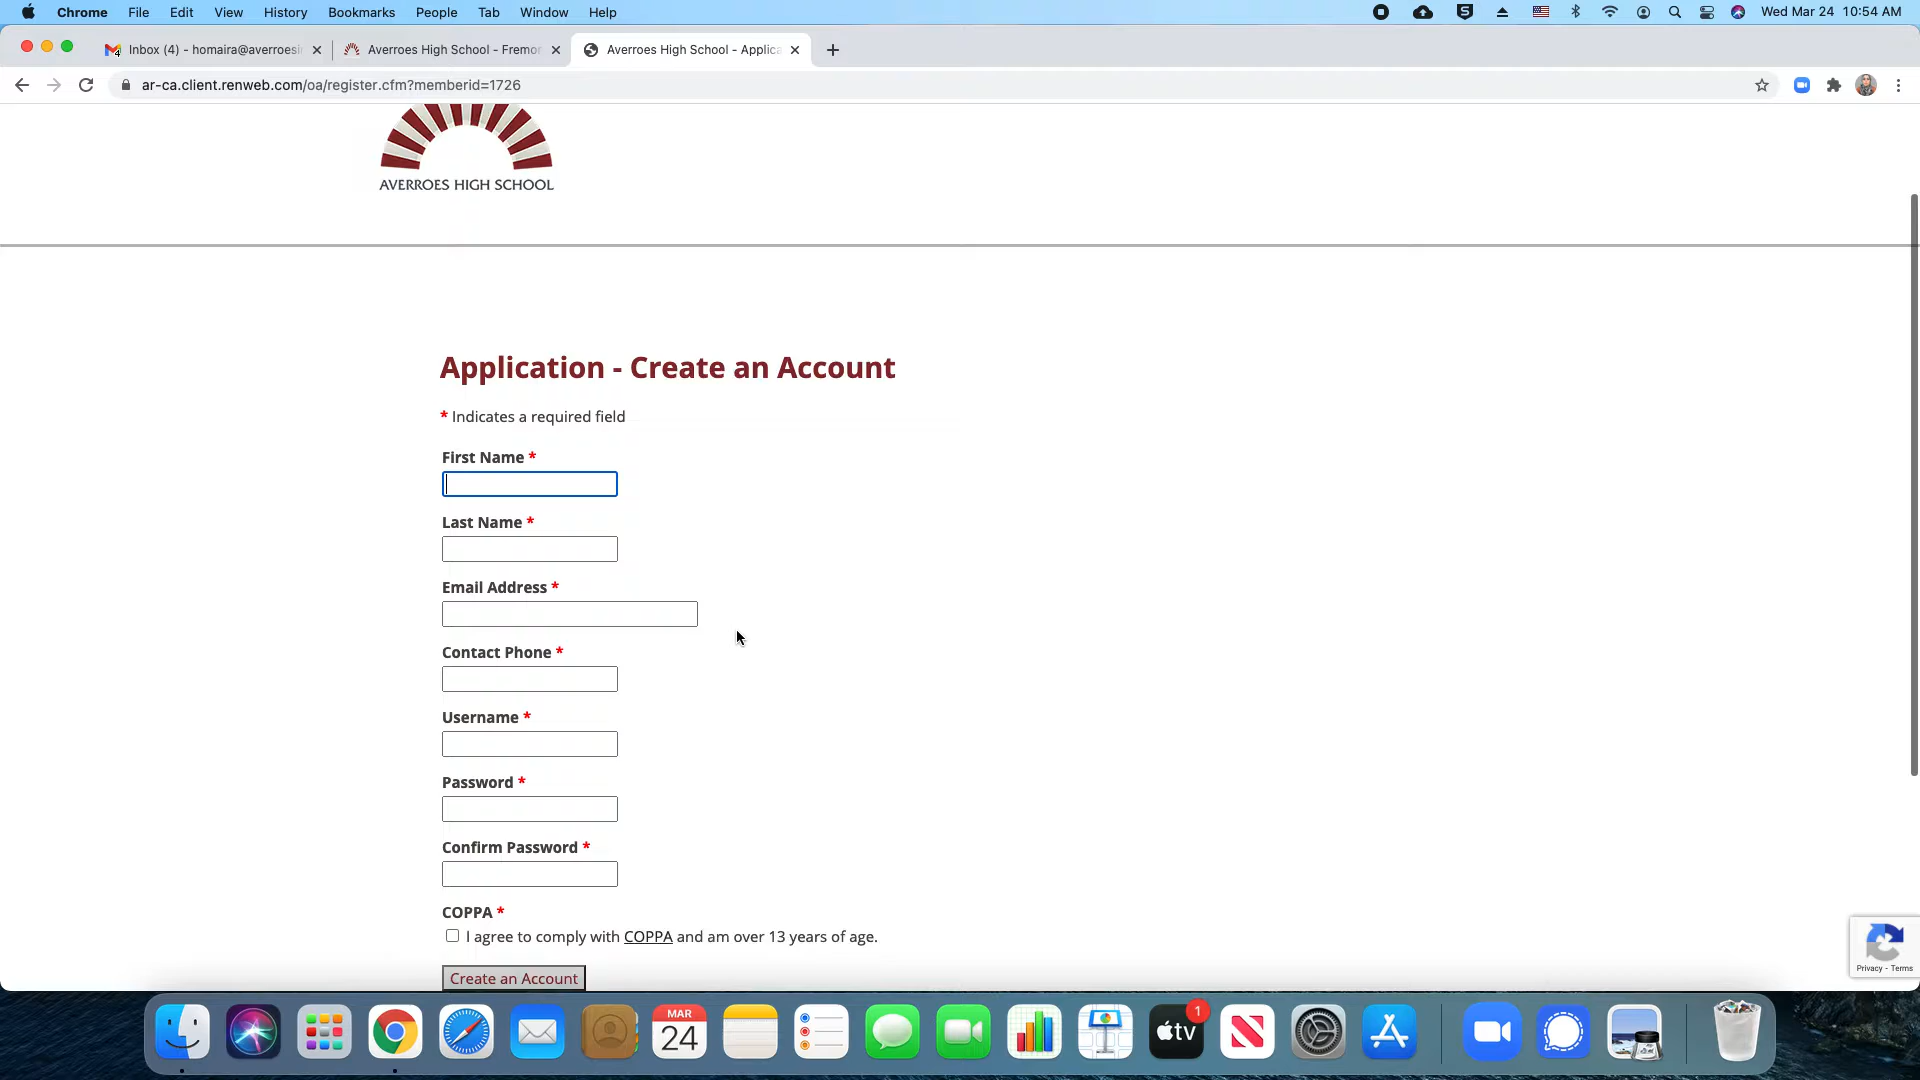 Chrome File Edit View History Bookmarks People Tab Window Help Wed Mar 24 10:54 AM
Inbox (4) - homaira@averroesi Averroes High School - Fremon Averroes High School - Applica
ar-ca.client.renweb.com/oa/register.cfm?memberid=1726
AVERROES HIGH SCHOOL
Application - Create an Account
* Indicates a required field
First Name *
Last Name *
Email Address *
Contact Phone *
Username *
Password *
Confirm Password *
COPPA *
I agree to comply with COPPA and am over 13 years of age.
Create an Account
Privacy - Terms
MAR
24
tv
1